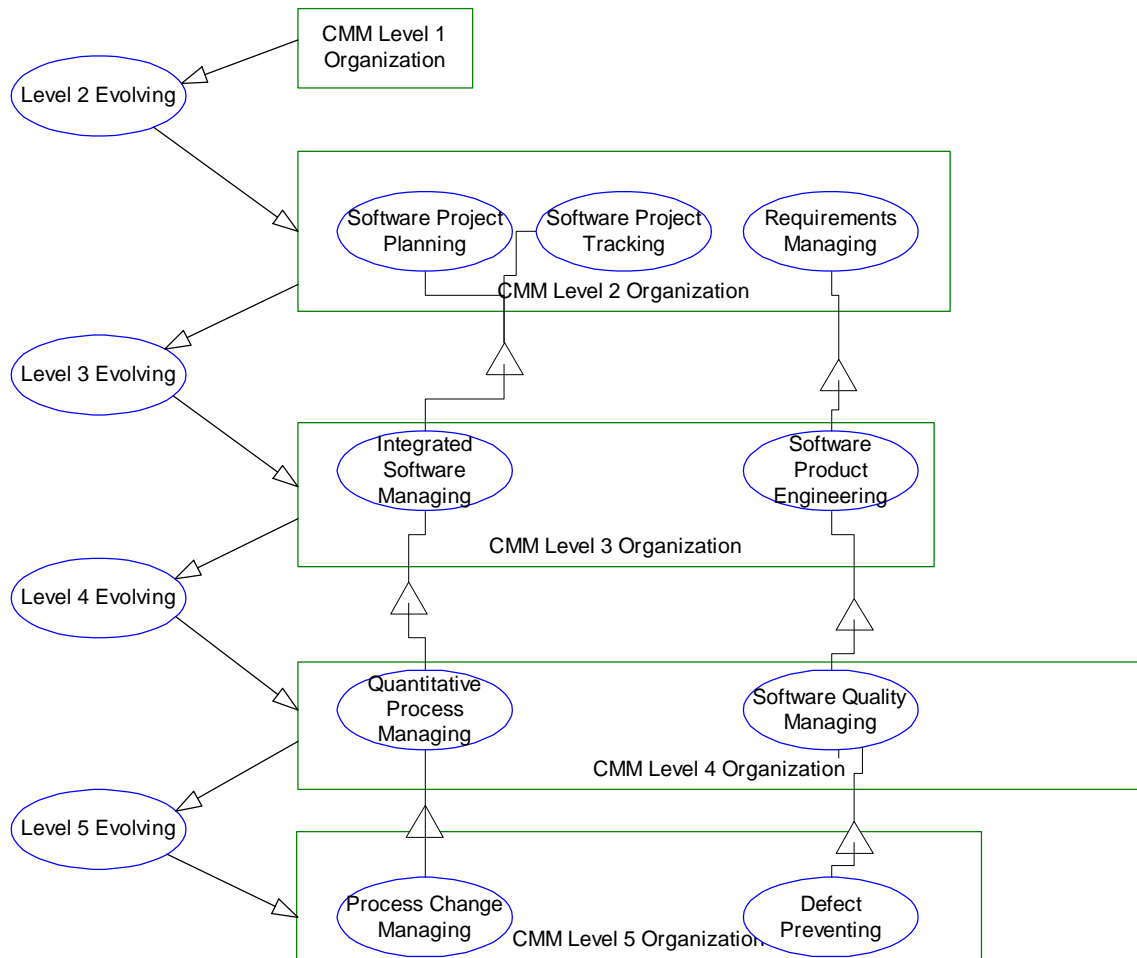 CMM Level 1
Organization
Level 2 Evolving
Software Project
Planning
Software Project
Tracking
Requirements
Managing
CMM Level 2 Organization
Level 3 Evolving
Integrated
Software
Managing
Software
Product
Engineering
CMM Level 3 Organization
Level 4 Evolving
Quantitative
Process
Managing
Software Quality
Managing
CMM Level 4 Organization
Level 5 Evolving
Process Change
Managing
Defect
Preventing
CMM Level 5 Organization